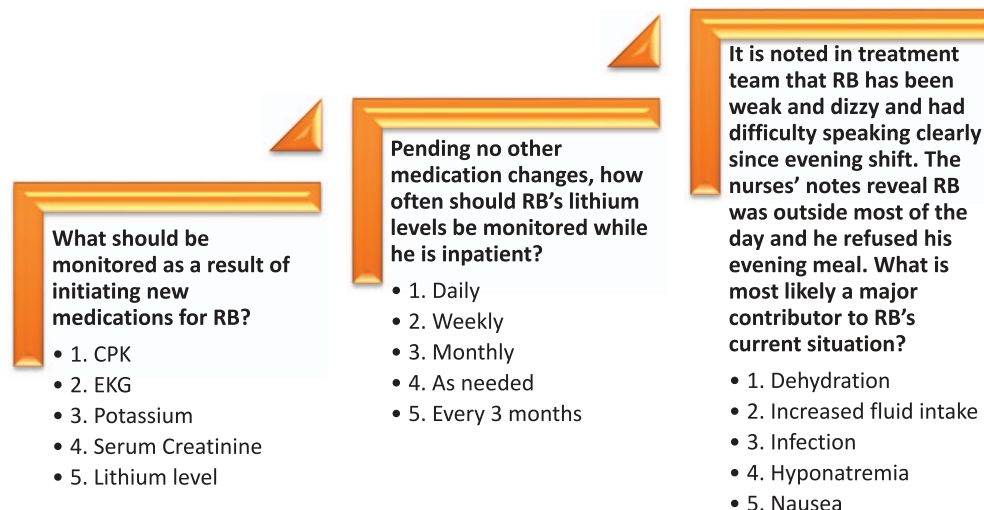 What should be
monitored as a result of
initiating new
medications for RB?
• 1. CPK
• 2. EKG
• 3. Potassium
• 4. Serum Creatinine
• 5. Lithium level
Pending no other
medication changes, how
often should RB’s lithium
levels be monitored while
he is inpatient?
• 1. Daily
• 2. Weekly
• 3. Monthly
• 4. As needed
• 5. Every 3 months
It is noted in treatment
team that RB has been
weak and dizzy and had
difficulty speaking clearly
since evening shift. The
nurses’ notes reveal RB
was outside most of the
day and he refused his
evening meal. What is
most likely a major
contributor to RB’s
current situation?
• 1. Dehydration
• 2. Increased fluid intake
• 3. Infection
• 4. Hyponatremia
• 5. Nausea